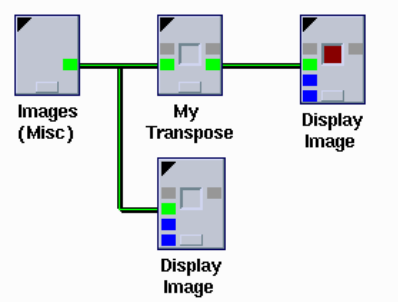 Images
(Misc)
My
Transpose
Display
Image
Display
Image